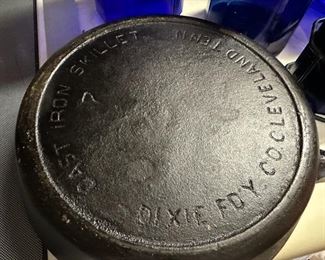 CAST IRON SKILLET
7
DIXIE FDY. CO. CLEVELAND TENN